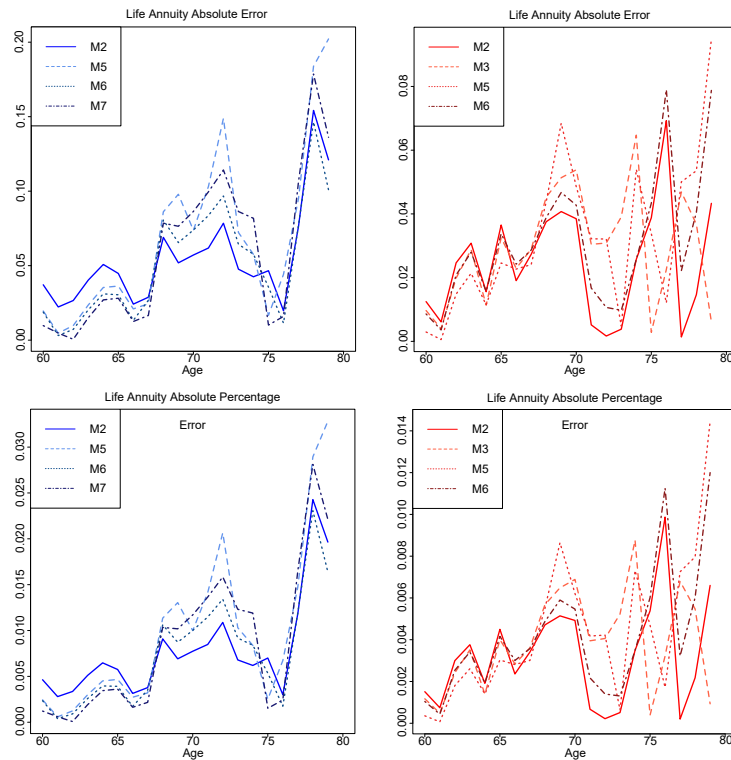 Life Annuity Absolute Error
M2
M5
M6
M7
0.00
0.05
0.10
0.15
0.20
60
65
70
75
80
Age
Life Annuity Absolute Error
M2
M3
M5
M6
0.00
0.02
0.04
0.06
0.08
60
65
70
75
80
Age
Life Annuity Absolute Percentage
Error
M2
M5
M6
M7
0.000
0.005
0.010
0.015
0.020
0.025
0.030
60
65
70
75
80
Age
Life Annuity Absolute Percentage
Error
M2
M3
M5
M6
0.000
0.002
0.004
0.006
0.008
0.010
0.012
0.014
60
65
70
75
80
Age